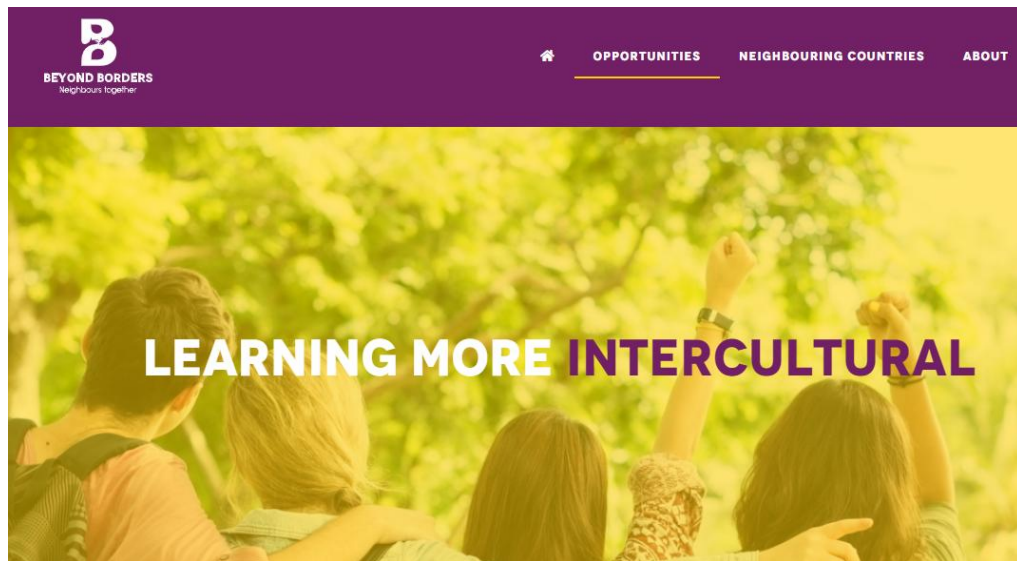 BEYOND BORDERS
Neighbours together
OPPORTUNITIES
NEIGHBOURING COUNTRIES
ABOUT
LEARNING MORE INTERCULTURAL